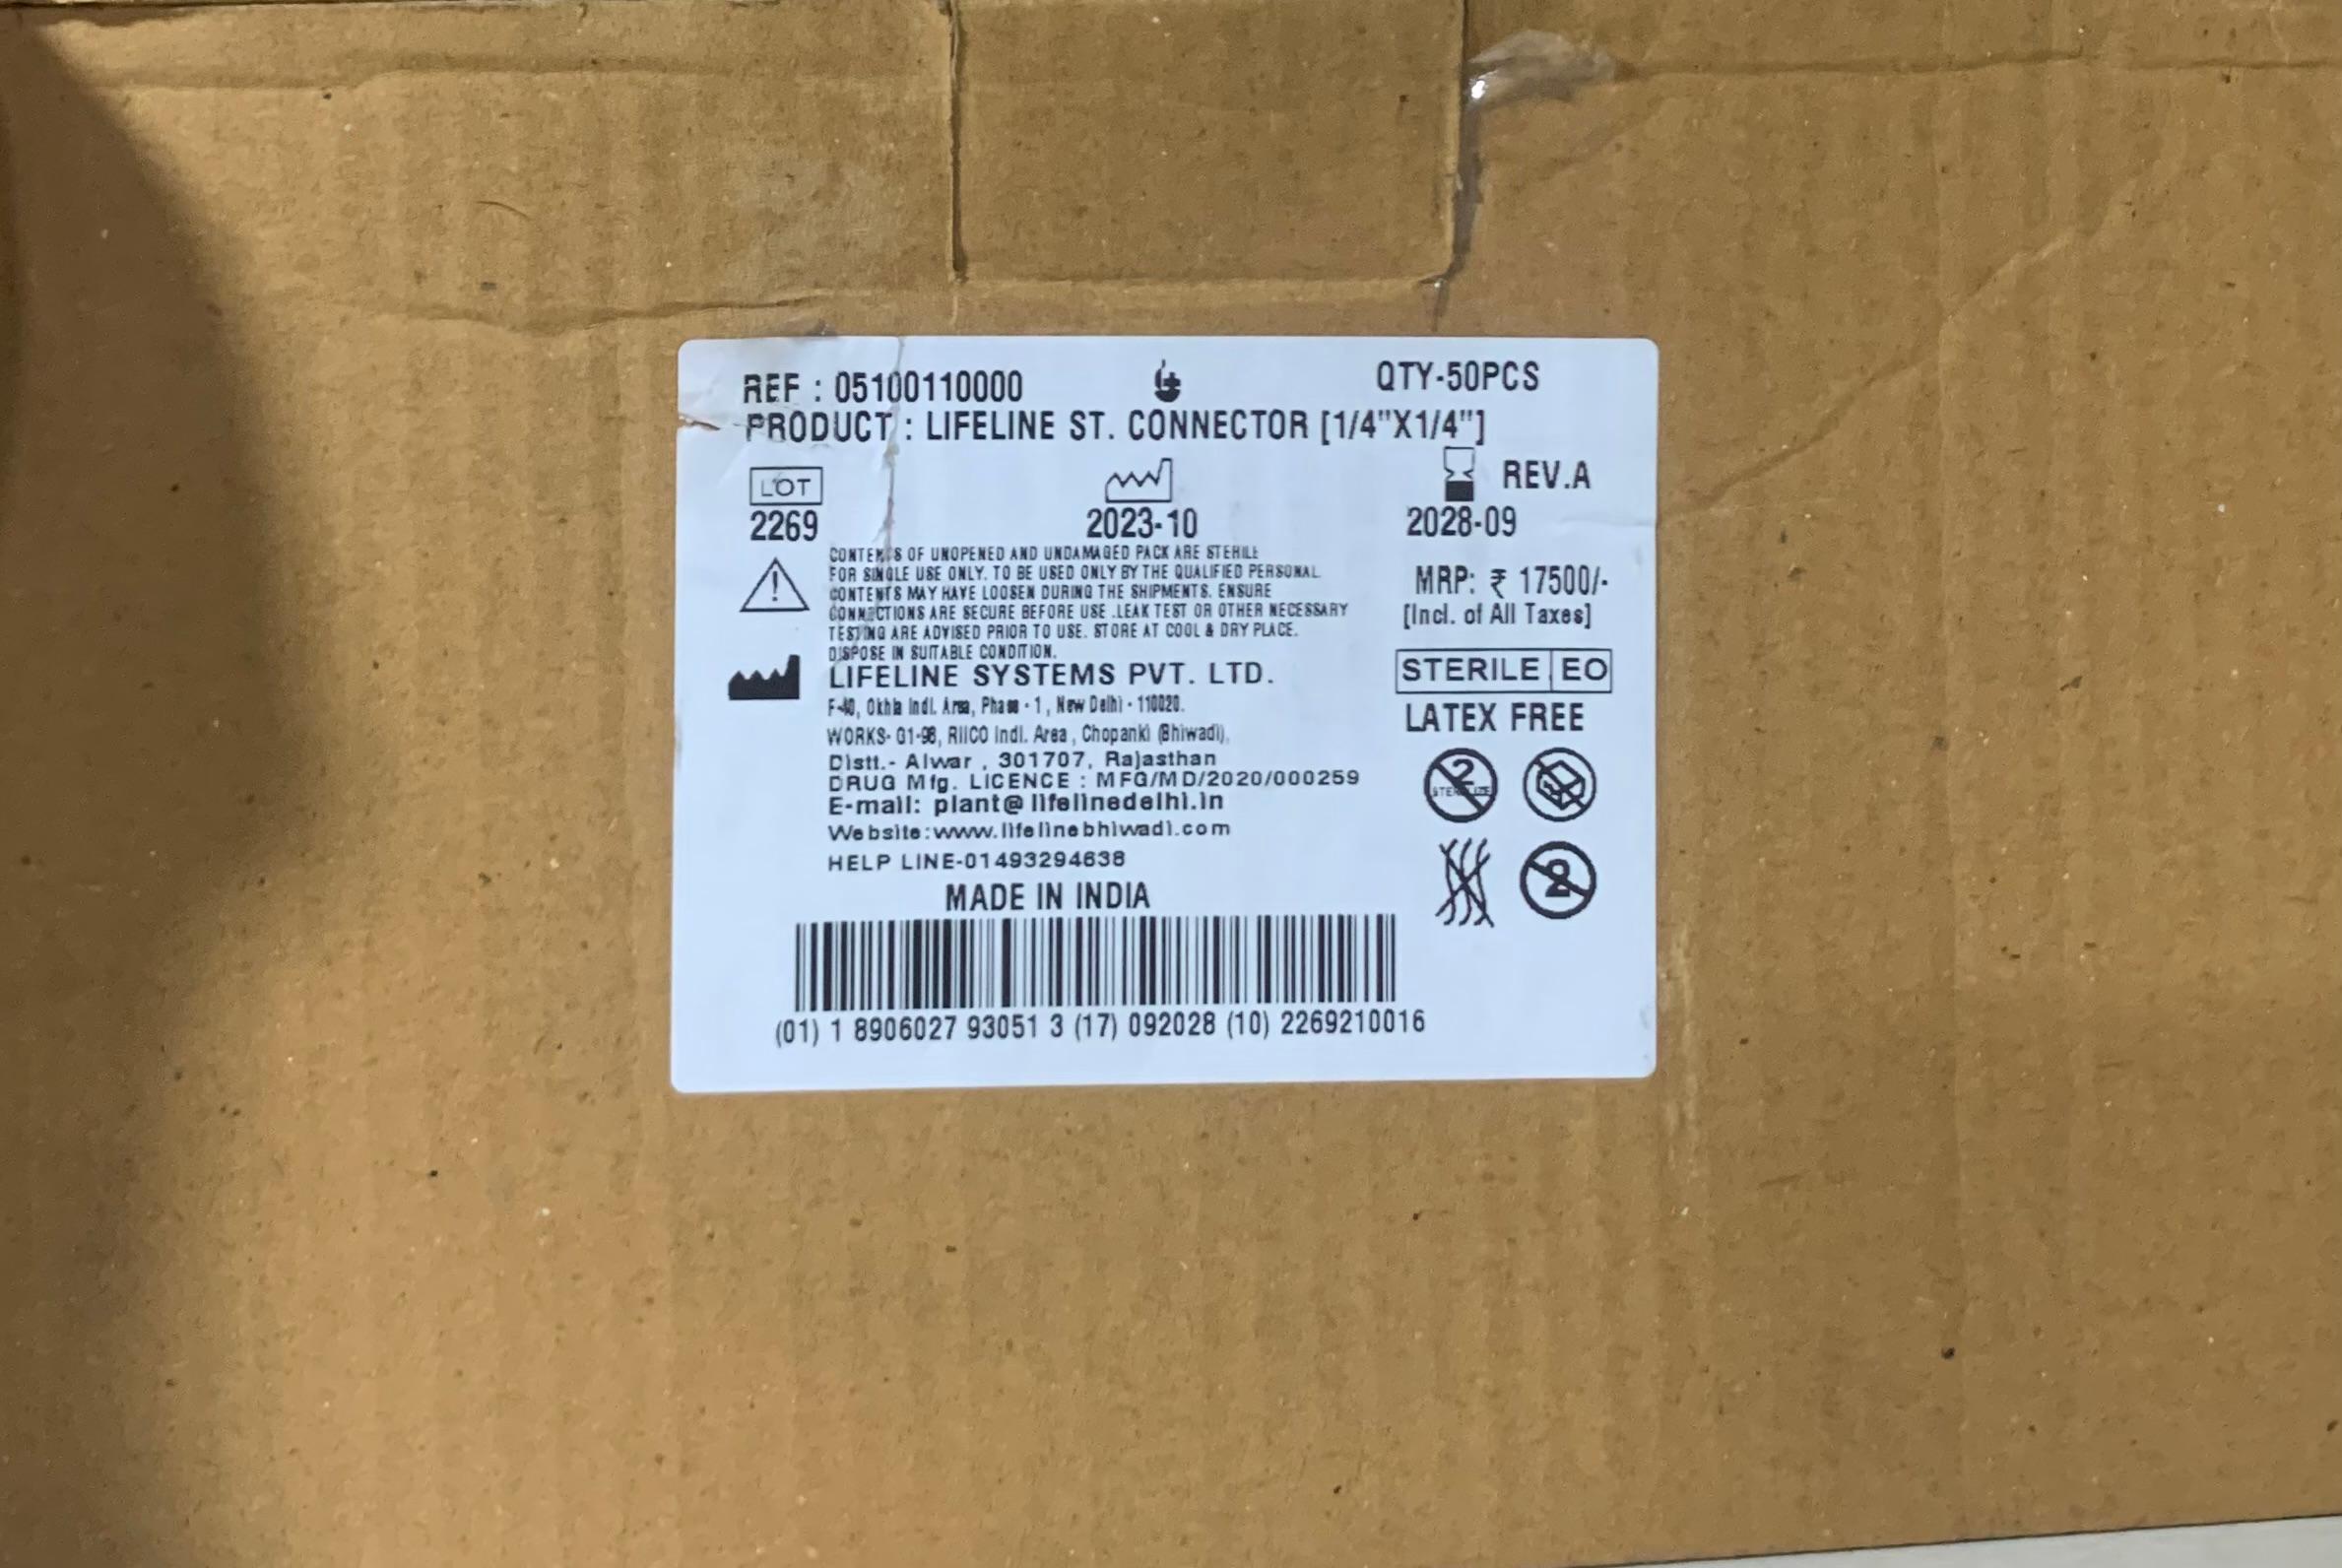 REF : 05100110000
QTY-50PCS
PRODUCT : LIFELINE ST. CONNECTOR [1/4"X1/4"]
LOT
REV.A
2269
2023-10
2028-09
CONTENTS OF UNOPENED AND UNDAMAGED PACK ARE STERILE
FOR SINGLE USE ONLY. TO BE USED ONLY BY THE QUALIFIED PERSONAL
CONTENTS MAY HAVE LOOSEN DURING THE SHIPMENTS. ENSURE
CONNECTIONS ARE SECURE BEFORE USE .LEAK TEST OR OTHER NECESSARY
TESTING ARE ADVISED PRIOR TO USE. STORE AT COOL & DRY PLACE.
DISPOSE IN SUITABLE CONDITION.
MRP: ₹ 17500/-
[Incl. of All Taxes]
LIFELINE SYSTEMS PVT. LTD.
F-40, Okhla Indl. Area, Phase - 1, New Delhi - 110020.
WORKS- G1-98, RIICO Indl. Area , Chopanki (Bhiwadi),
Distt.- Alwar , 301707, Rajasthan
DRUG Mfg. LICENCE : MFG/MD/2020/000259
E-mail: plant@lifelinedelhi.in
Website:www.lifelinebhiwadi.com
HELP LINE-01493294638
MADE IN INDIA
STERILE EO
LATEX FREE
2
STERILIZE
2
(01) 1 8906027 93051 3 (17) 092028 (10) 2269210016